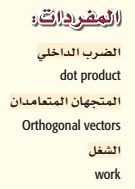 المفردات:
الضرب الداخلي
dot product
المتجهان المتعامدان
Orthogonal vectors
الشغل
work